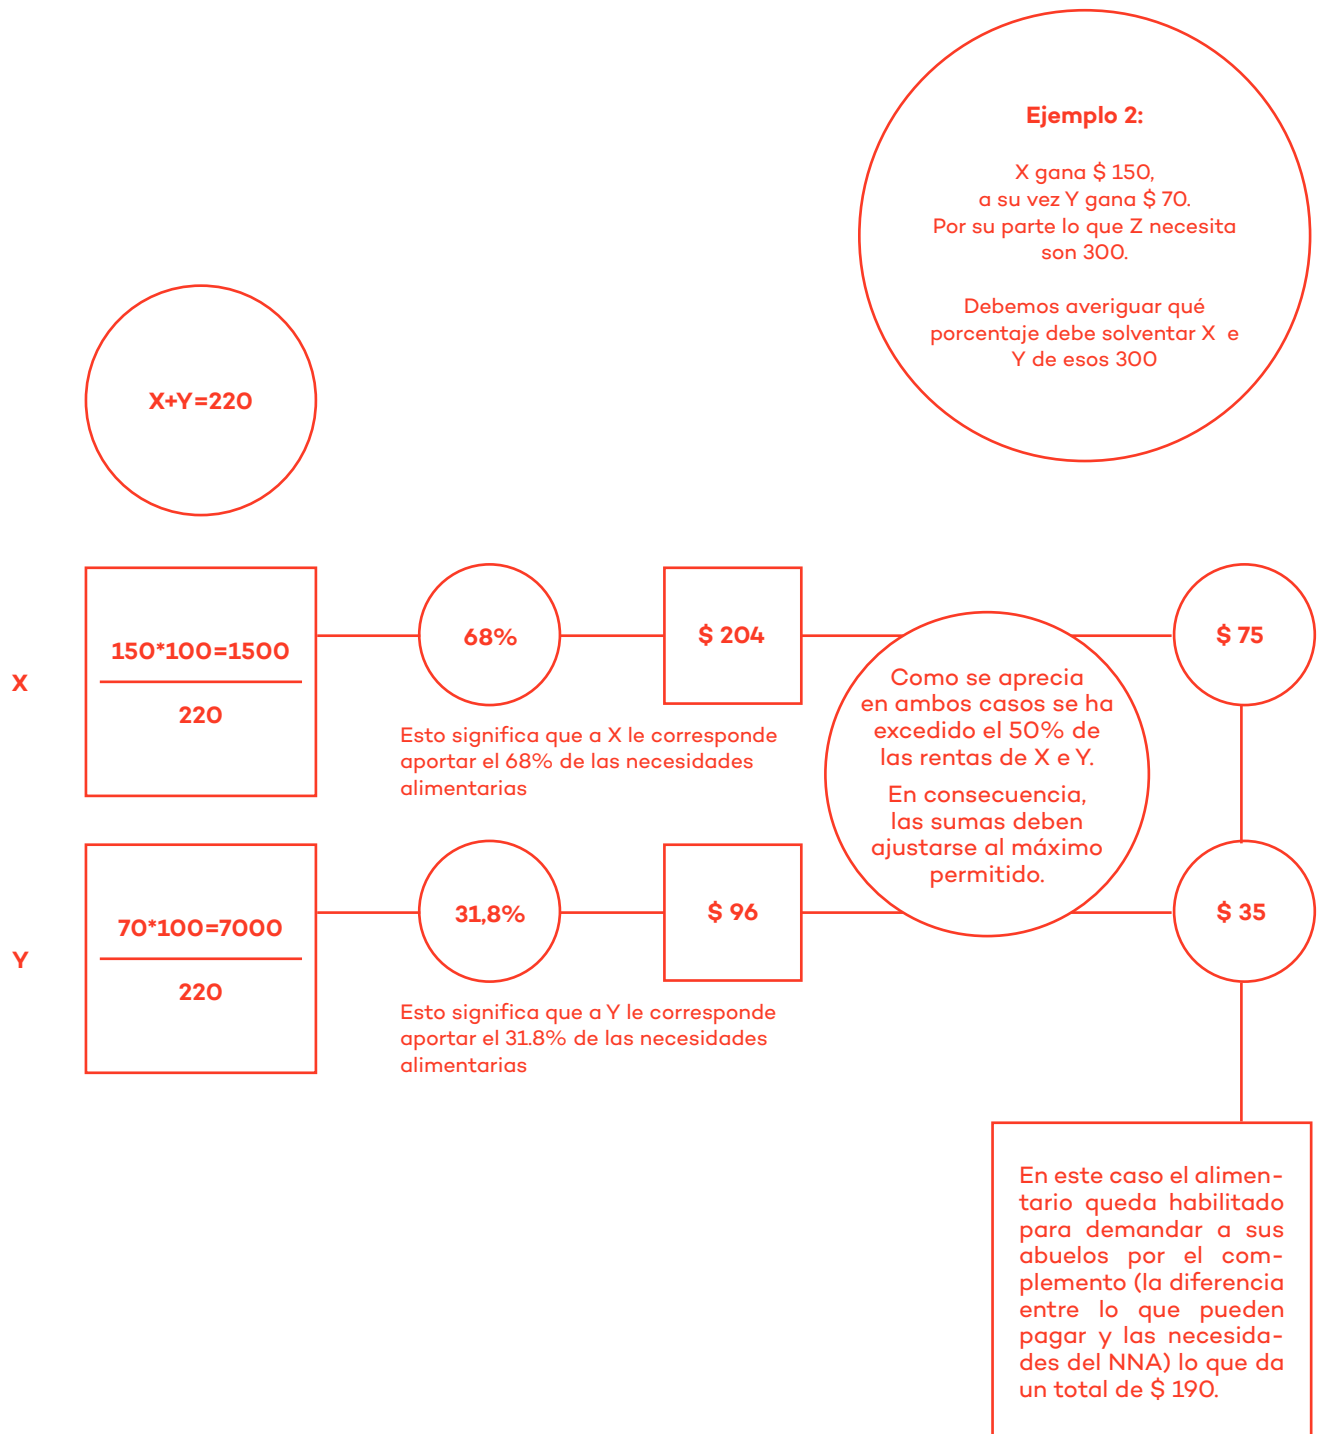 Ejemplo 2:
X gana $ 150,
a su vez Y gana $ 70.
Por su parte lo que Z necesita
son 300.
Debemos averiguar qué
porcentaje debe solventar X e
Y de esos 300
X+Y=220
X
150*100=1500
220
68%
$ 204
Esto significa que a X le corresponde
aportar el 68% de las necesidades
alimentarias
Como se aprecia
en ambos casos se ha
excedido el 50% de
las rentas de X e Y.
En consecuencia,
las sumas deben
ajustarse al máximo
permitido.
$ 75
Y
70*100=7000
220
31,8%
$ 96
$ 35
Esto significa que a Y le corresponde
aportar el 31.8% de las necesidades
alimentarias
En este caso el alimen-
tario queda habilitado
para demandar a sus
abuelos por el com-
plemento (la diferencia
entre lo que pueden
pagar y las necesida-
des del NNA) lo que da
un total de $ 190.